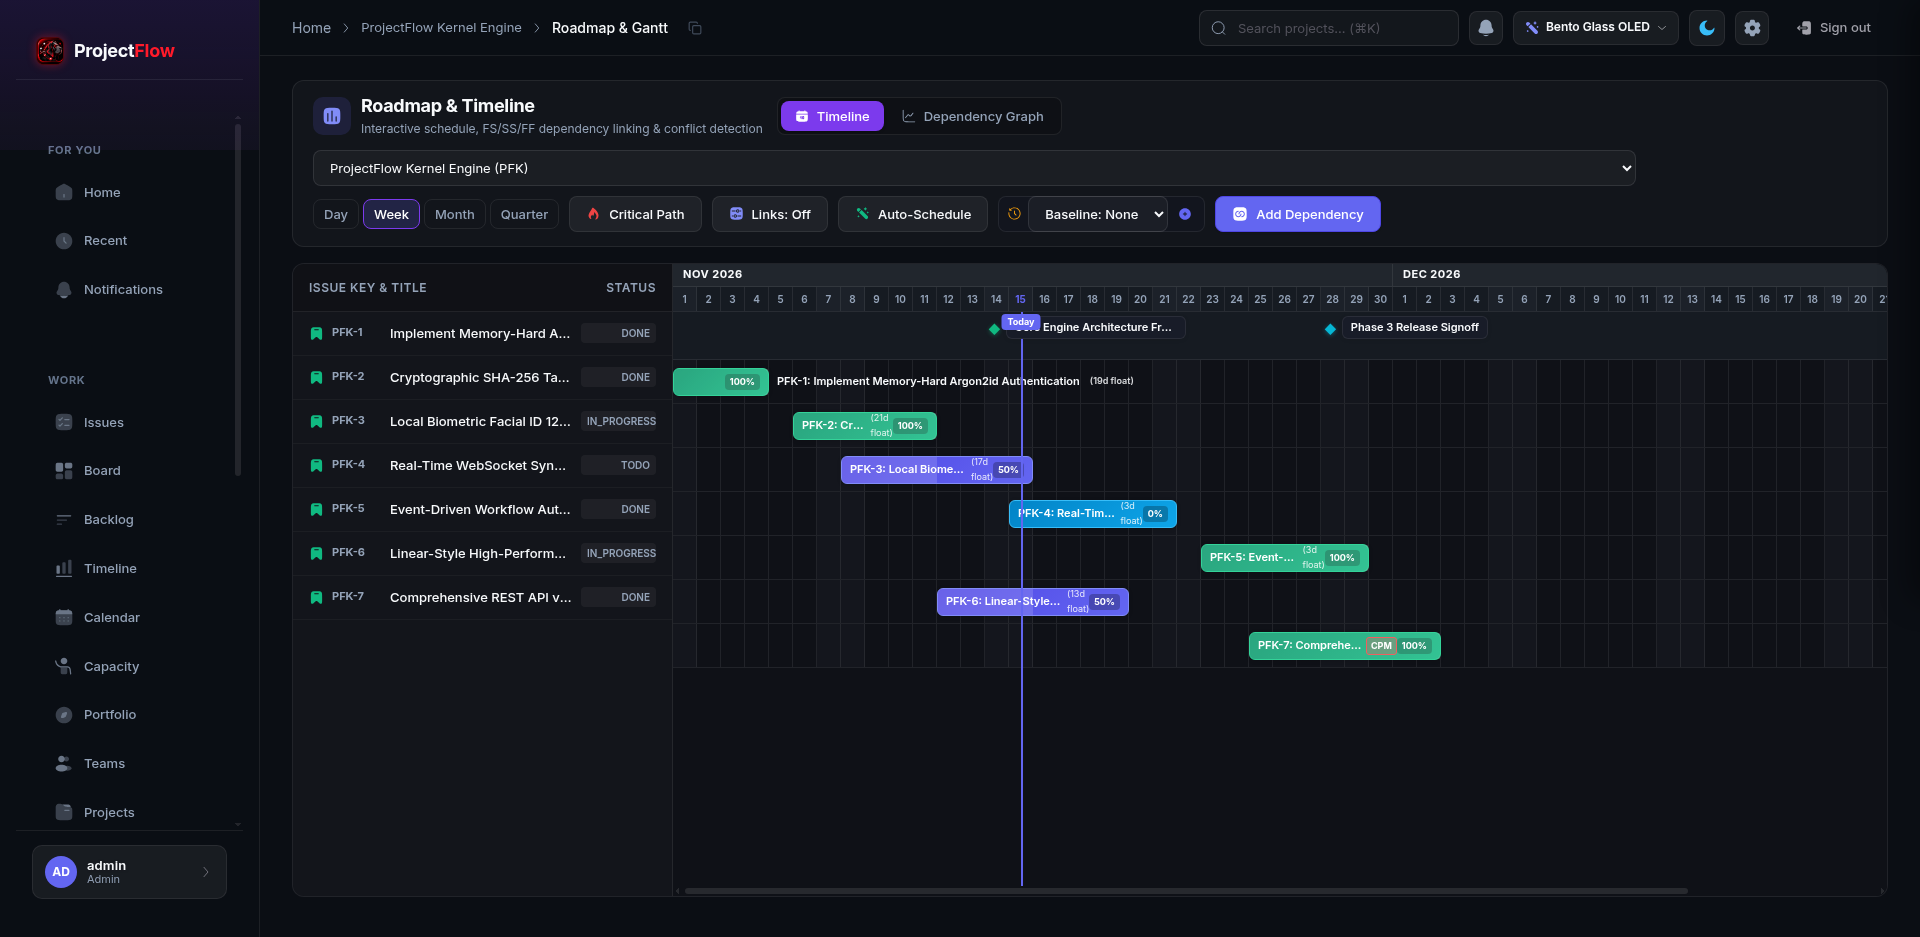 ProjectFlow
Home
ProjectFlow Kernel Engine
Roadmap & Gantt
Search projects... (⌘K)
Bento Glass OLED
Sign out
FOR YOU
Home
Recent
Notifications
WORK
Issues
Board
Backlog
Timeline
Calendar
Capacity
Portfolio
Teams
Projects
AD
admin
Admin
Roadmap & Timeline
Interactive schedule, FS/SS/FF dependency linking & conflict detection
Timeline
Dependency Graph
ProjectFlow Kernel Engine (PFK)
Day
Week
Month
Quarter
Critical Path
Links: Off
Auto-Schedule
Baseline: None
Add Dependency
ISSUE KEY & TITLE
STATUS
PFK-1 Implement Memory-Hard A... DONE
PFK-2 Cryptographic SHA-256 Ta... DONE
PFK-3 Local Biometric Facial ID 12... IN_PROGRESS
PFK-4 Real-Time WebSocket Syn... TODO
PFK-5 Event-Driven Workflow Aut... DONE
PFK-6 Linear-Style High-Perform... IN_PROGRESS
PFK-7 Comprehensive REST API v... DONE
NOV 2026
DEC 2026
1 2 3 4 5 6 7 8 9 10 11 12 13 14 15 16 17 18 19 20 21 22 23 24 25 26 27 28 29 30 1 2 3 4 5 6 7 8 9 10 11 12 13 14 15 16 17 18 19 20
Today
Engine Architecture Fr...
Phase 3 Release Signoff
100%
PFK-1: Implement Memory-Hard Argon2id Authentication (19d float)
PFK-2: Cr... (21d float) 100%
PFK-3: Local Biome... (17d float) 50%
PFK-4: Real-Tim... (3d float) 0%
PFK-5: Event-... (3d float) 100%
PFK-6: Linear-Style... (13d float) 50%
PFK-7: Comprehe... CPM 100%